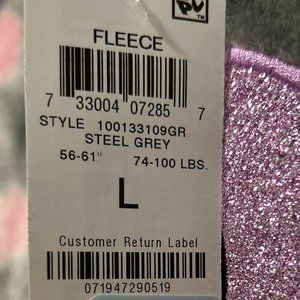 FLEECE
7 33004 07285 7
STYLE 100133109GR
STEEL GREY
56-61" 74-100 LBS.
L
Customer Return Label
071947290519